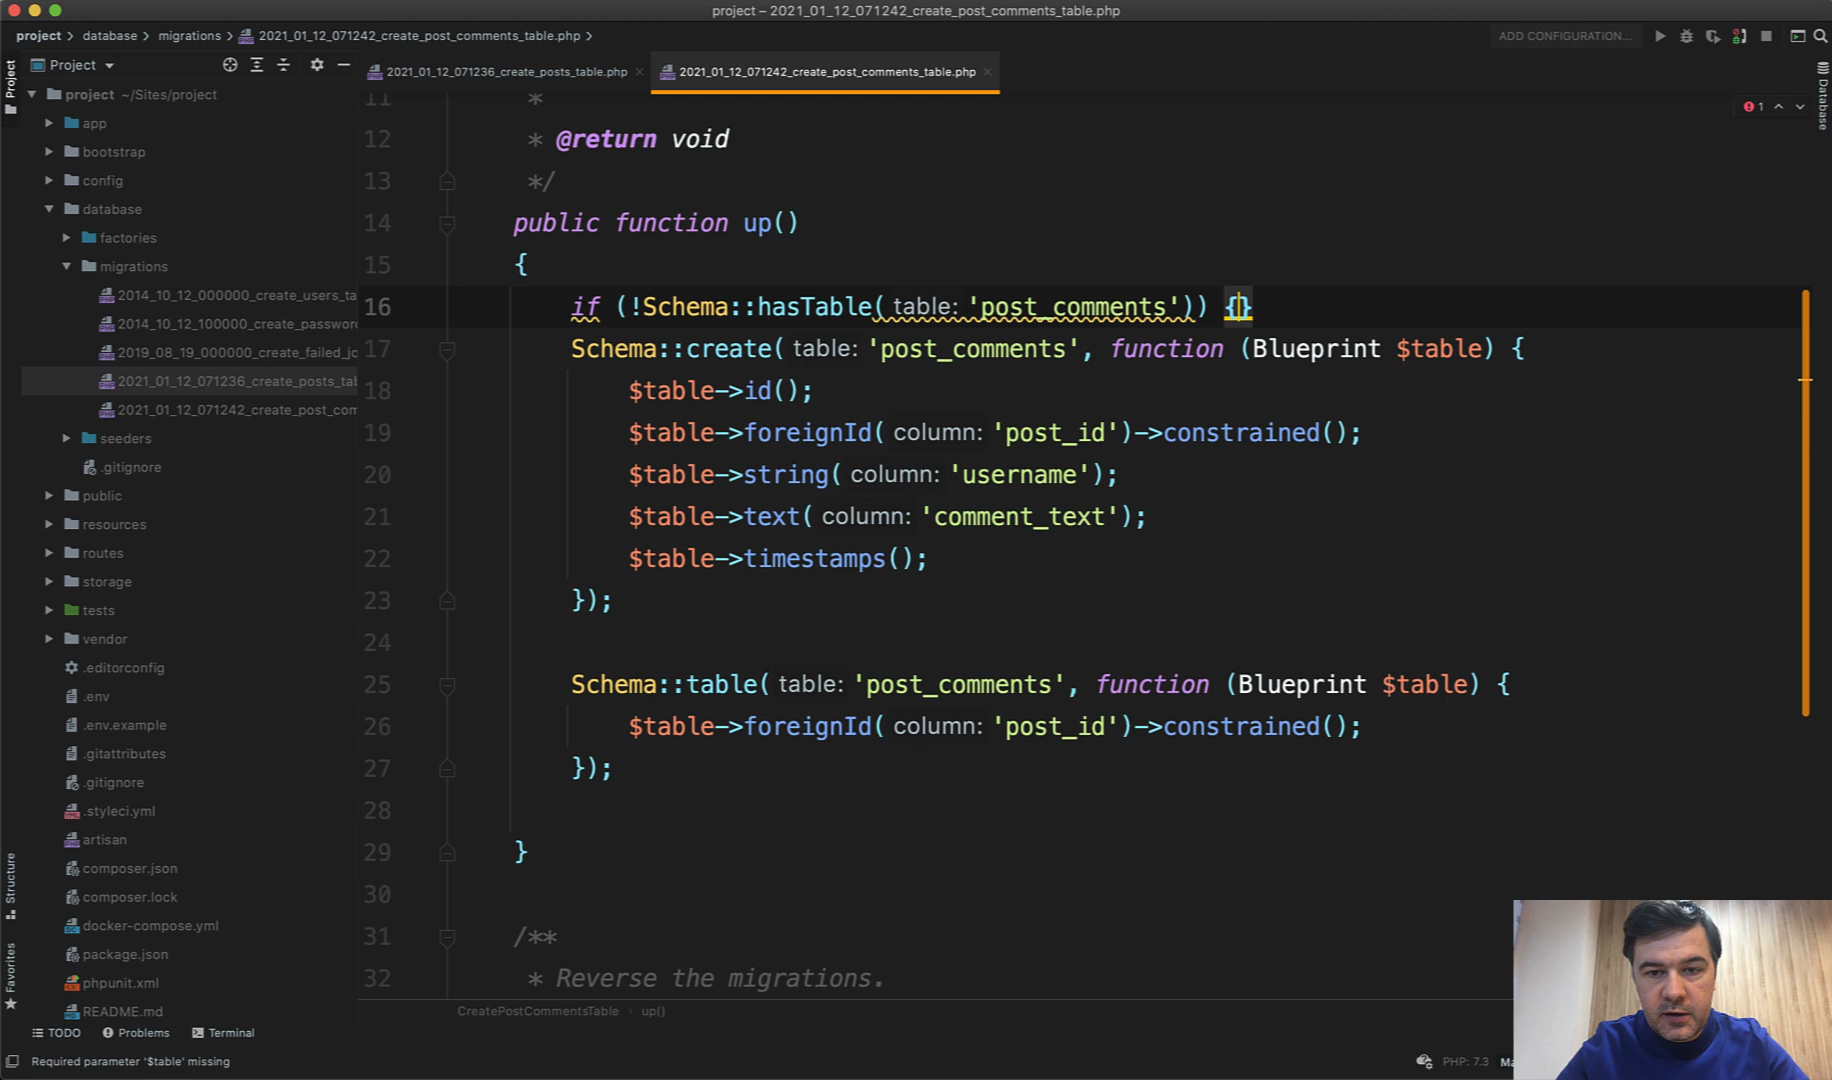 project – 2021_01_12_071242_create_post_comments_table.php
project > database > migrations > 2021_01_12_071242_create_post_comments_table.php >
ADD CONFIGURATION...
Project
Project
2021_01_12_071236_create_posts_table.php
2021_01_12_071242_create_post_comments_table.php
Database
1
project ~/Sites/project
app
bootstrap
config
database
factories
migrations
2014_10_12_000000_create_users_ta
2014_10_12_100000_create_password
2019_08_19_000000_create_failed_jo
2021_01_12_071236_create_posts_tab
2021_01_12_071242_create_post_com
seeders
.gitignore
public
resources
routes
storage
tests
vendor
.editorconfig
.env
.env.example
.gitattributes
.gitignore
.styleci.yml
artisan
composer.json
composer.lock
docker-compose.yml
package.json
phpunit.xml
README.md
Structure
Favorites
11 *
12 * @return void
13 */
14 public function up()
15 {
16 if (!Schema::hasTable( table: 'post_comments')) {}
17 Schema::create( table: 'post_comments', function (Blueprint $table) {
18 $table->id();
19 $table->foreignId( column: 'post_id')->constrained();
20 $table->string( column: 'username');
21 $table->text( column: 'comment_text');
22 $table->timestamps();
23 });
24
25 Schema::table( table: 'post_comments', function (Blueprint $table) {
26 $table->foreignId( column: 'post_id')->constrained();
27 });
28
29 }
30
31 /**
32 * Reverse the migrations.
CreatePostCommentsTable > up()
TODO Problems Terminal
Required parameter '$table' missing
PHP: 7.3